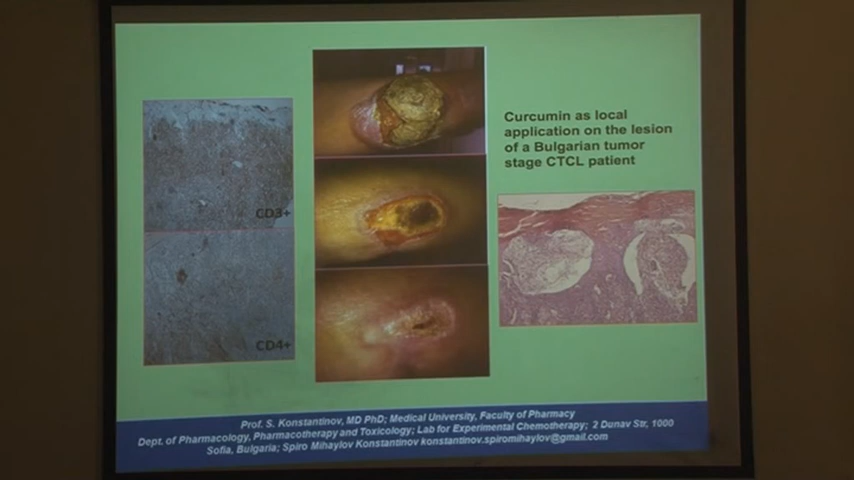 CD3+
CD4+
Curcumin as local
application on the lesion
of a Bulgarian tumor
stage CTCL patient
Prof. S. Konstantinov, MD PhD; Medical University, Faculty of Pharmacy
Dept. of Pharmacology, Pharmacotherapy and Toxicology; Lab for Experimental Chemotherapy; 2 Dunav Str, 1000
Sofia, Bulgaria; Spiro Mihaylov Konstantinov konstantinov.spiromihaylov@gmail.com